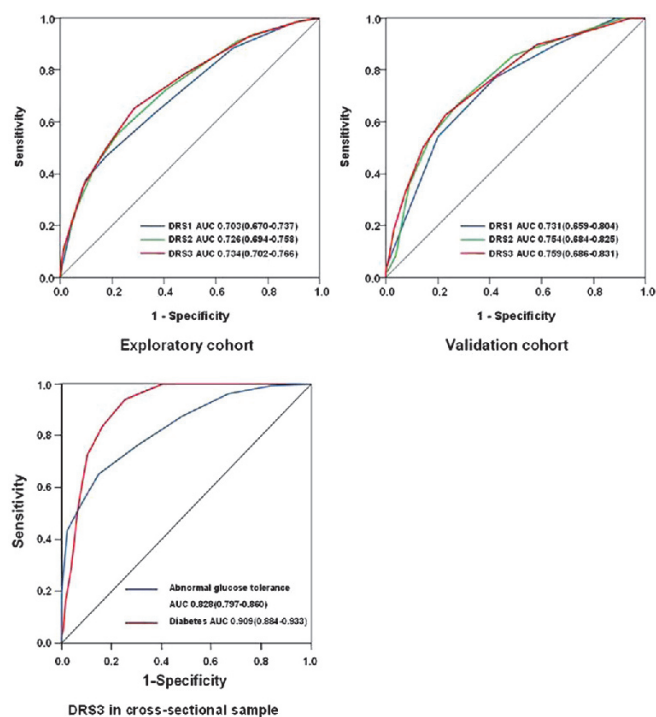 1.0
0.8
0.6
0.4
0.2
0.0
Sensitivity
DRS1 AUC 0.703(0.670-0.737)
DRS2 AUC 0.726(0.694-0.758)
DRS3 AUC 0.734(0.702-0.766)
0.0 0.2 0.4 0.6 0.8 1.0
1 - Specificity
Exploratory cohort
1.0
0.8
0.6
0.4
0.2
0.0
Sensitivity
DRS1 AUC 0.731(0.659-0.804)
DRS2 AUC 0.754(0.684-0.825)
DRS3 AUC 0.759(0.686-0.831)
0.0 0.2 0.4 0.6 0.8 1.0
1 - Specificity
Validation cohort
1.0
0.8
0.6
0.4
0.2
0.0
Sensitivity
Abnormal glucose tolerance
AUC 0.828(0.797-0.860)
Diabetes AUC 0.909(0.884-0.933)
0.0 0.2 0.4 0.6 0.8 1.0
1-Specificity
DRS3 in cross-sectional sample